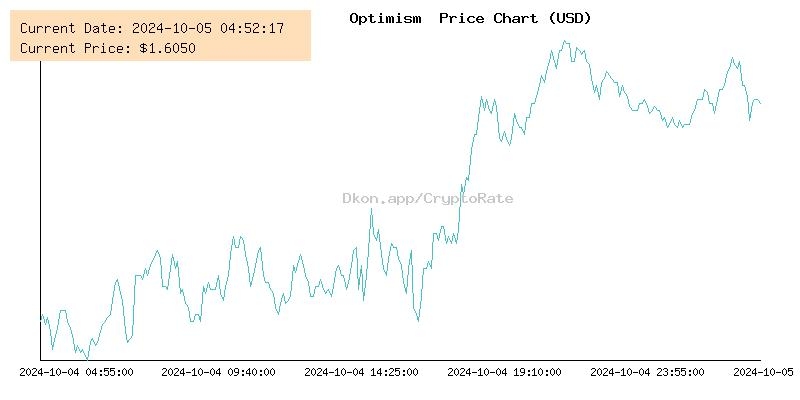 Optimism Price Chart (USD)
Current Date: 2024-10-05 04:52:17
Current Price: $1.6050
Dkon.app/CryptoRate
2024-10-04 04:55:00 2024-10-04 09:40:00 2024-10-04 14:25:00 2024-10-04 19:10:00 2024-10-04 23:55:00 2024-10-05